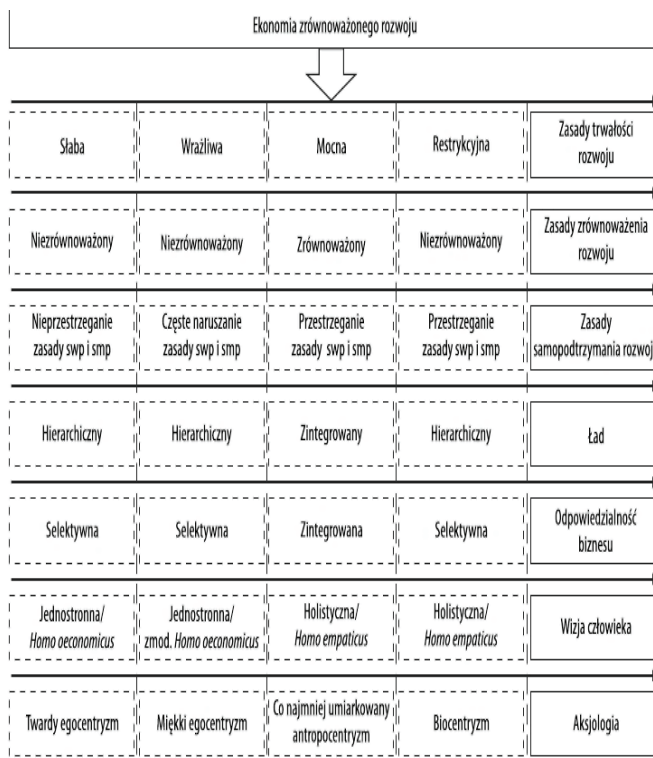 Ekonomia zrównoważonego rozwoju
Słaba
Wrażliwa
Mocna
Restrykcyjna
Zasady trwałości
rozwoju
Niezrównoważony
Niezrównoważony
Zrównoważony
Niezrównoważony
Zasady zrównoważenia
rozwoju
Nieprzestrzeganie
zasady swp i smp
Częste naruszanie
zasady swp i smp
Przestrzeganie
zasady swp i smp
Przestrzeganie
zasady swp i smp
Zasady
samopodtrzymania rozwoj
Hierarchiczny
Hierarchiczny
Zintegrowany
Hierarchiczny
Ład
Selektywna
Selektywna
Zintegrowana
Selektywna
Odpowiedzialność
biznesu
Jednostronna/
Homo oeconomicus
Jednostronna/
zmod. Homo oeconomicus
Holistyczna/
Homo empaticus
Holistyczna/
Homo empaticus
Wizja człowieka
Twardy egocentryzm
Miękki egocentryzm
Co najmniej umiarkowany
antropocentryzm
Biocentryzm
Aksjologia